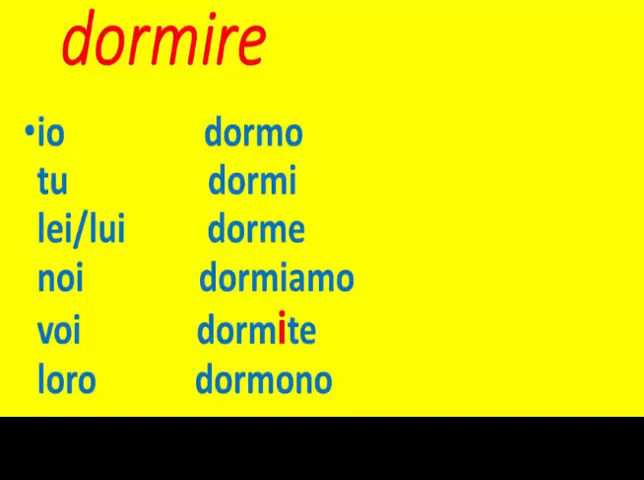 dormire
•io dormo
tu dormi
lei/lui dorme
noi dormiamo
voi dormite
loro dormono